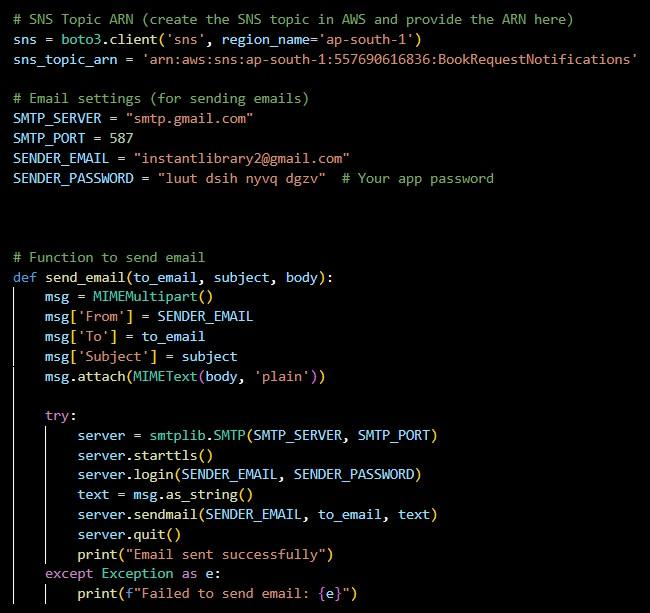 # SNS Topic ARN (create the SNS topic in AWS and provide the ARN here)
sns = boto3.client('sns', region_name='ap-south-1')
sns_topic_arn = 'arn:aws:sns:ap-south-1:557690616836:BookRequestNotifications'

# Email settings (for sending emails)
SMTP_SERVER = "smtp.gmail.com"
SMTP_PORT = 587
SENDER_EMAIL = "instantlibrary2@gmail.com"
SENDER_PASSWORD = "luut dsih nyvq dgzv"  # Your app password

# Function to send email
def send_email(to_email, subject, body):
    msg = MIMEMultipart()
    msg['From'] = SENDER_EMAIL
    msg['To'] = to_email
    msg['Subject'] = subject
    msg.attach(MIMEText(body, 'plain'))

    try:
        server = smtplib.SMTP(SMTP_SERVER, SMTP_PORT)
        server.starttls()
        server.login(SENDER_EMAIL, SENDER_PASSWORD)
        text = msg.as_string()
        server.sendmail(SENDER_EMAIL, to_email, text)
        server.quit()
        print("Email sent successfully")
    except Exception as e:
        print(f"Failed to send email: {e}")